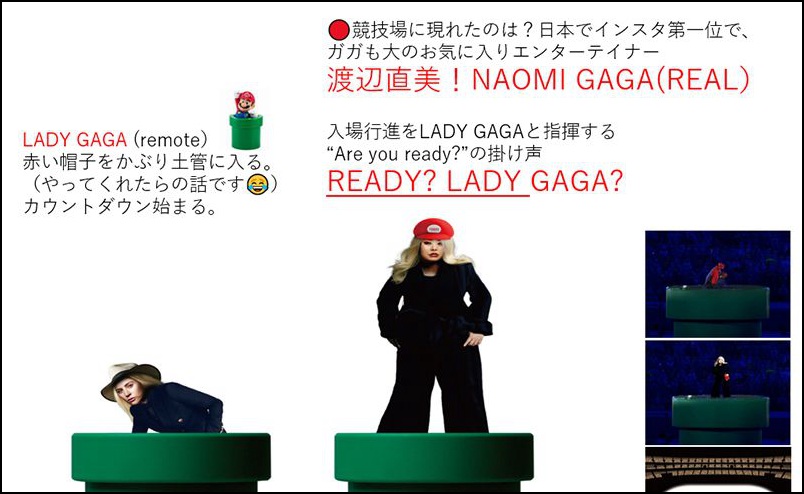 LADY GAGA (remote)
赤い帽子をかぶり土管に入る。
(やってくれたらの話です😂)
カウントダウン始まる。
🔴競技場に現れたのは?日本でインスタ第一位で、
ガガも大のお気に入りエンターテイナー
渡辺直美!NAOMI GAGA(REAL)
入場行進をLADY GAGAと指揮する
“Are you ready?”の掛け声
READY? LADY GAGA?